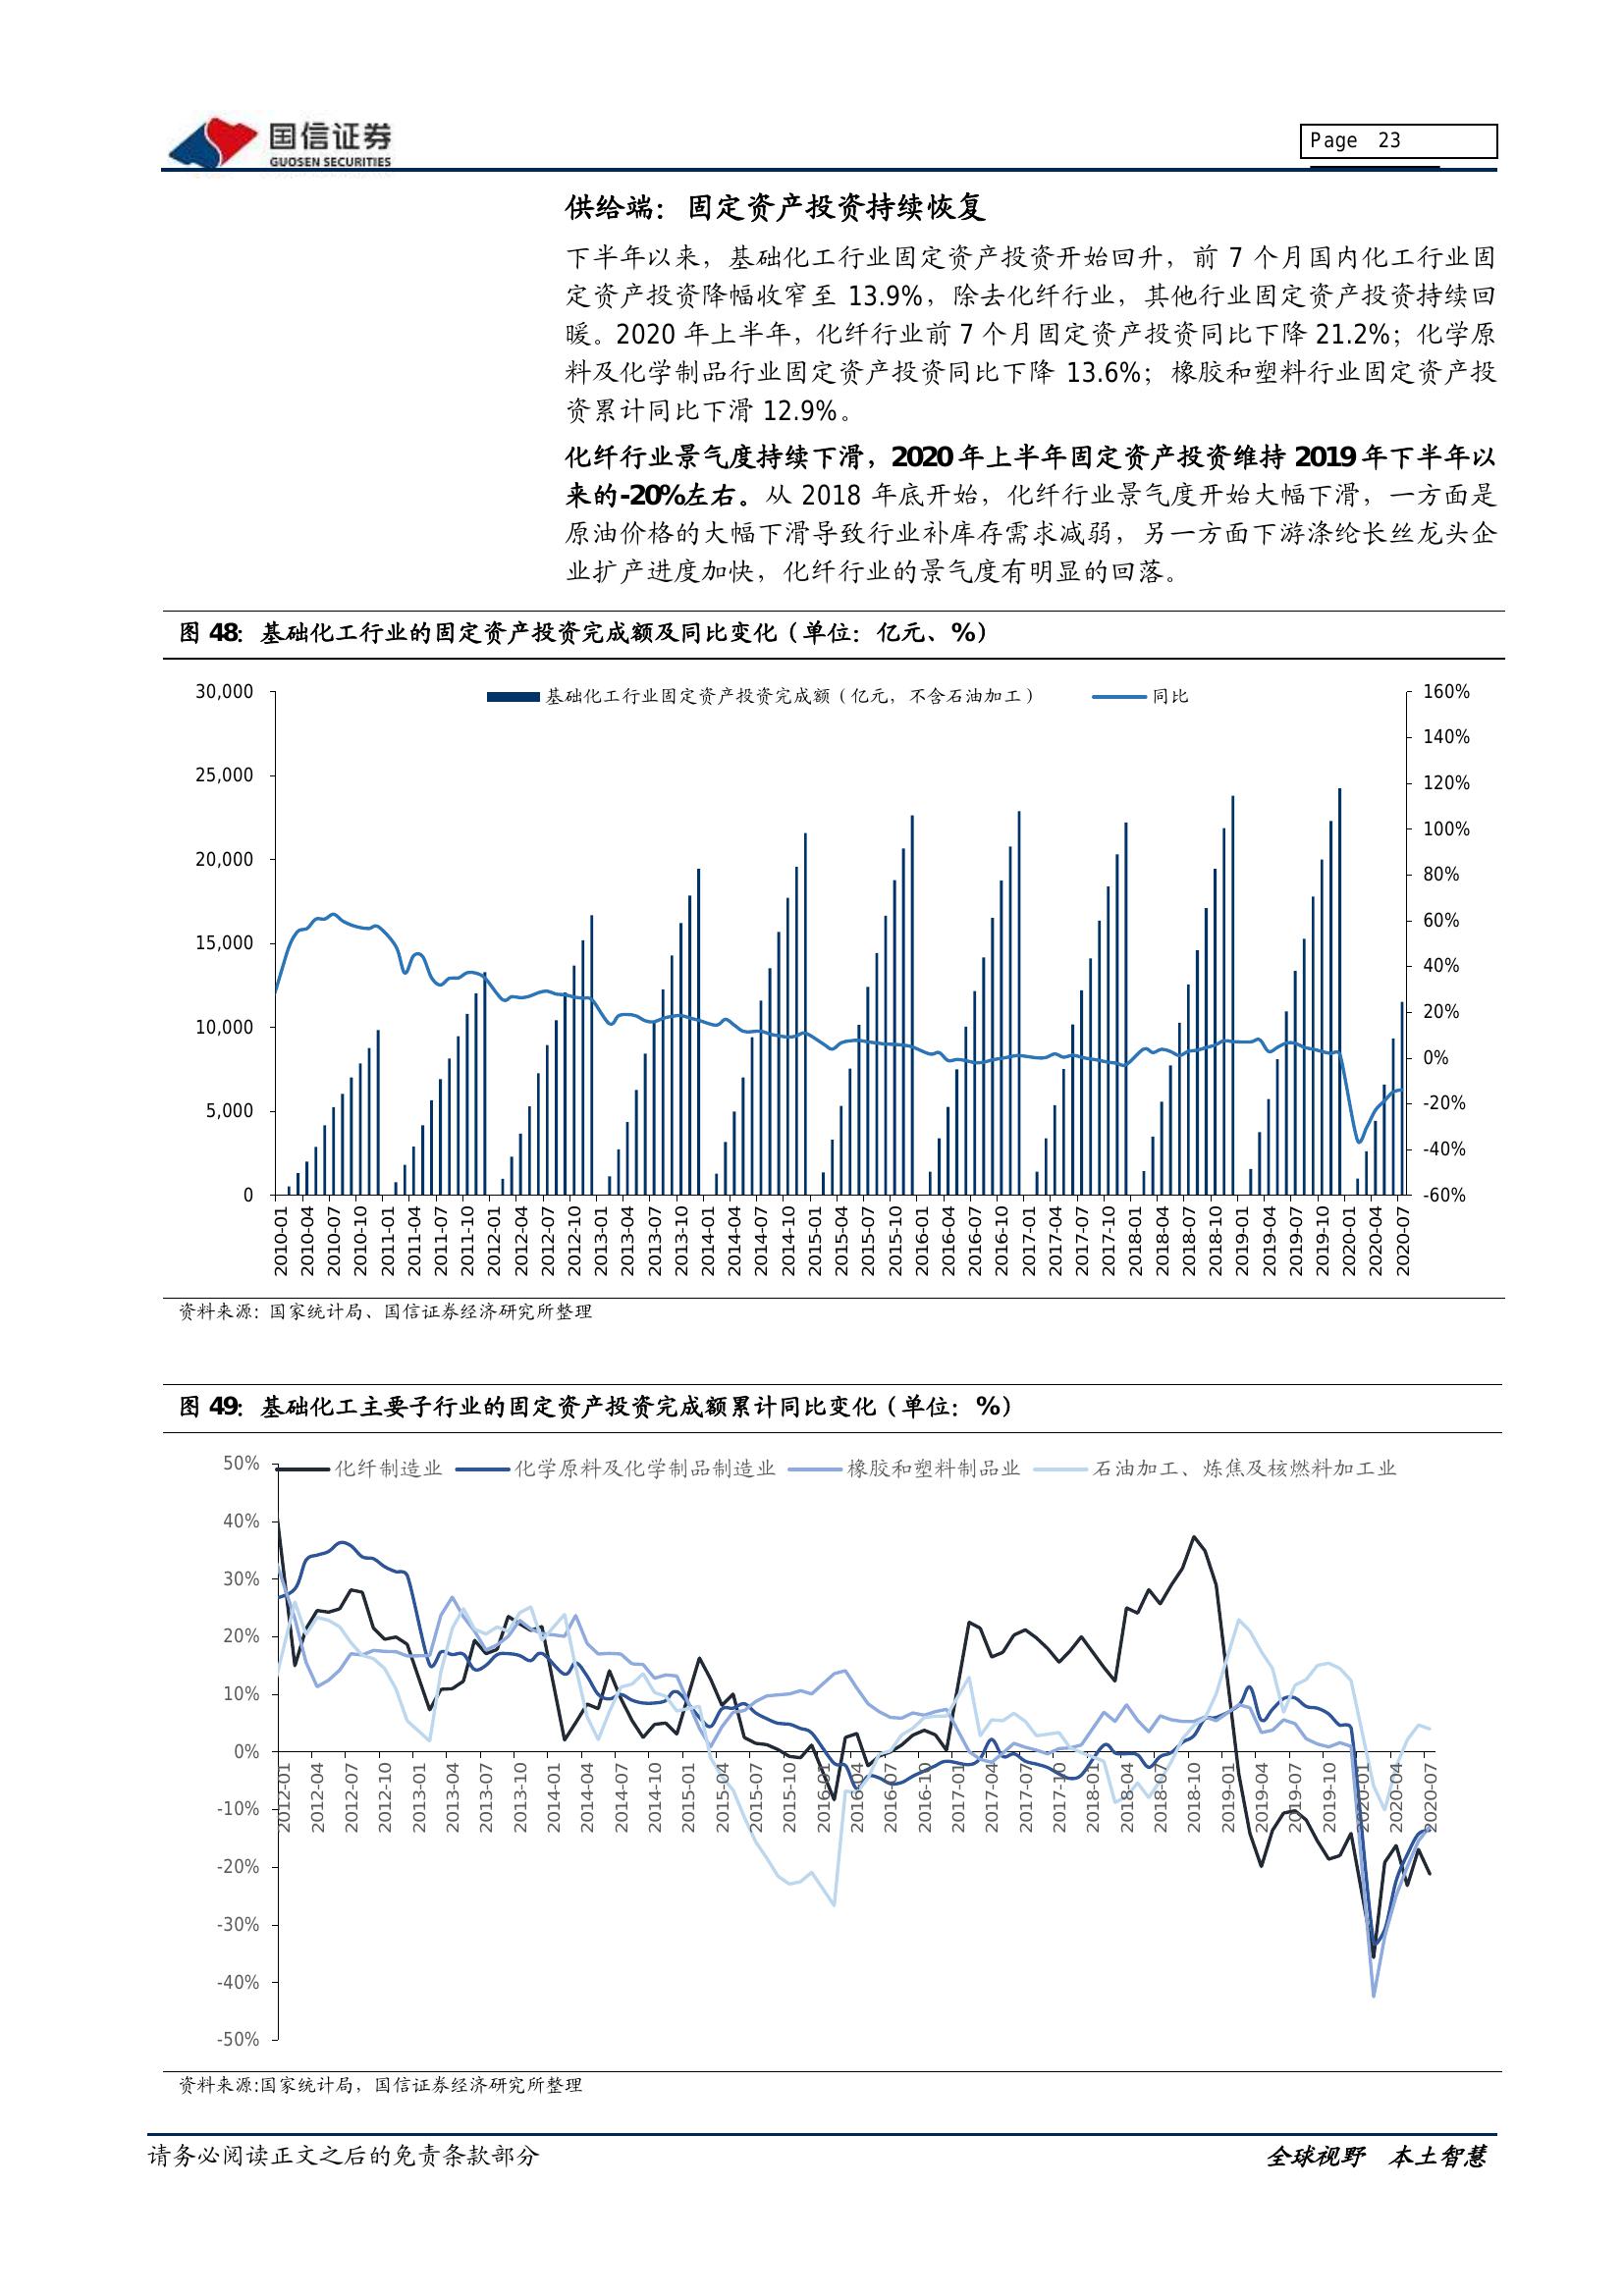 国信证券
GUOSEN SECURITIES
Page 23
供给端：固定资产投资持续恢复
下半年以来，基础化工行业固定资产投资开始回升，前 7 个月国内化工行业固
定资产投资降幅收窄至 13.9%，除去化纤行业，其他行业固定资产投资持续回
暖。2020 年上半年，化纤行业前 7 个月固定资产投资同比下降 21.2%；化学原
料及化学制品行业固定资产投资同比下降 13.6%；橡胶和塑料行业固定资产投
资累计同比下滑 12.9%。
化纤行业景气度持续下滑，2020 年上半年固定资产投资维持 2019 年下半年以
来的-20%左右。从 2018 年底开始，化纤行业景气度开始大幅下滑，一方面是
原油价格的大幅下滑导致行业补库存需求减弱，另一方面下游涤纶长丝龙头企
业扩产进度加快，化纤行业的景气度有明显的回落。
图 48：基础化工行业的固定资产投资完成额及同比变化（单位：亿元、%）
基础化工行业固定资产投资完成额（亿元，不含石油加工） 同比
30,000
25,000
20,000
15,000
10,000
5,000
0
160%
140%
120%
100%
80%
60%
40%
20%
0%
-20%
-40%
-60%
2010-01 2010-04 2010-07 2010-10 2011-01 2011-04 2011-07 2011-10 2012-01 2012-04 2012-07 2012-10 2013-01 2013-04 2013-07 2013-10 2014-01 2014-04 2014-07 2014-10 2015-01 2015-04 2015-07 2015-10 2016-01 2016-04 2016-07 2016-10 2017-01 2017-04 2017-07 2017-10 2018-01 2018-04 2018-07 2018-10 2019-01 2019-04 2019-07 2019-10 2020-01 2020-04 2020-07
资料来源：国家统计局、国信证券经济研究所整理
图 49：基础化工主要子行业的固定资产投资完成额累计同比变化（单位：%）
化纤制造业 化学原料及化学制品制造业 橡胶和塑料制品业 石油加工、炼焦及核燃料加工业
50%
40%
30%
20%
10%
0%
-10%
-20%
-30%
-40%
-50%
2012-01 2012-04 2012-07 2012-10 2013-01 2013-04 2013-07 2013-10 2014-01 2014-04 2014-07 2014-10 2015-01 2015-04 2015-07 2015-10 2016-01 2016-04 2016-07 2016-10 2017-01 2017-04 2017-07 2017-10 2018-01 2018-04 2018-07 2018-10 2019-01 2019-04 2019-07 2019-10 2020-01 2020-04 2020-07
资料来源:国家统计局，国信证券经济研究所整理
请务必阅读正文之后的免责条款部分
全球视野 本土智慧